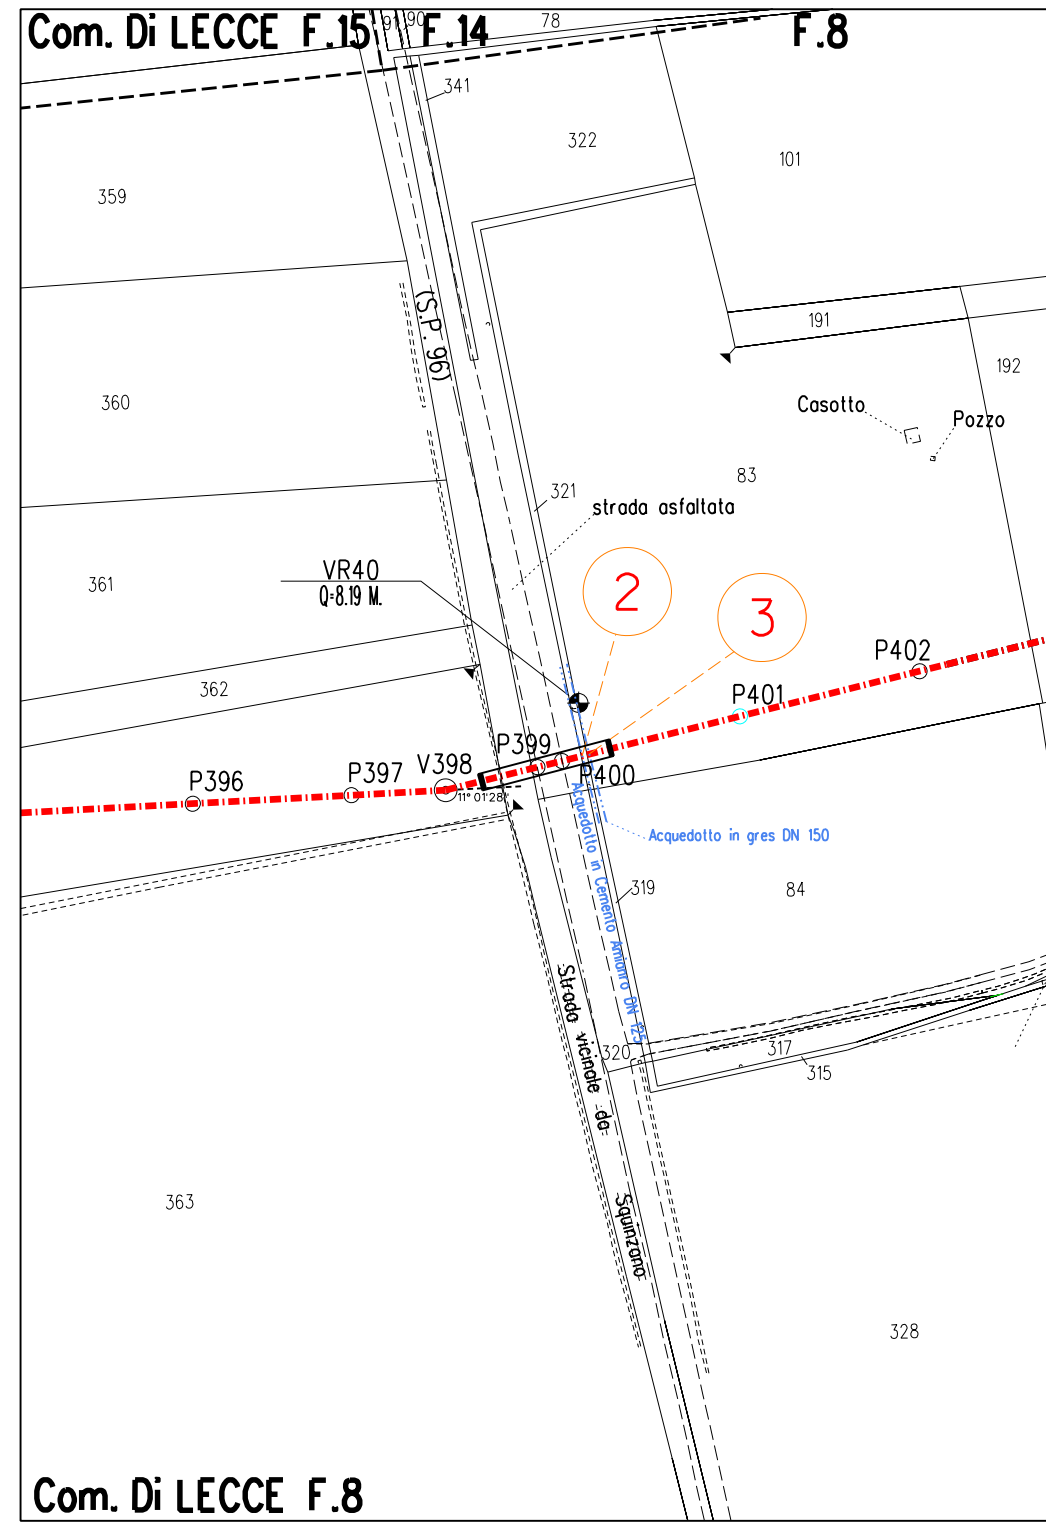 Com. Di LECCE F.15
91
90
F.14
78
F.8
341
322
101
359
(S.P. 96)
191
192
360
Casotto
Pozzo
83
321
strada asfaltata
361
VR40
Q=8.19 M.
2
3
362
P402
P401
P399
V398
P400
P397
P396
11° 01'28"
Acquedotto in gres DN 150
Acquedotto in Cemento Amianro DN 125
319
84
Strada vicinale da Squinzano
320
317
315
363
328
Com. Di LECCE F.8